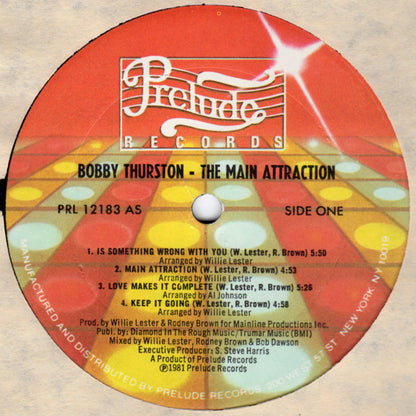 Prelude
RECORDS
BOBBY THURSTON - THE MAIN ATTRACTION
PRL 12183 AS
SIDE ONE
1. IS SOMETHING WRONG WITH YOU (W. Lester, R. Brown) 5:50
Arranged by Willie Lester
2. MAIN ATTRACTION (W. Lester, R. Brown) 4:53
Arranged by Willie Lester
3. LOVE MAKES IT COMPLETE (W. Lester, R. Brown) 5:26
Arranged by Al Johnson
4. KEEP IT GOING (W. Lester, R. Brown) 4:58
Arranged by Willie Lester
Prod. by Willie Lester & Rodney Brown for Mainline Productions Inc.
Publ. by: Diamond In The Rough Music/Trumar Music (BMI)
Mixed by Willie Lester, Rodney Brown & Bob Dawson
Executive Producer: S. Steve Harris
A Product of Prelude Records
Ⓟ1981 Prelude Records
MANUFACTURED AND DISTRIBUTED BY PRELUDE RECORDS, 200 WEST 57 ST. NEW YORK, NY 10019